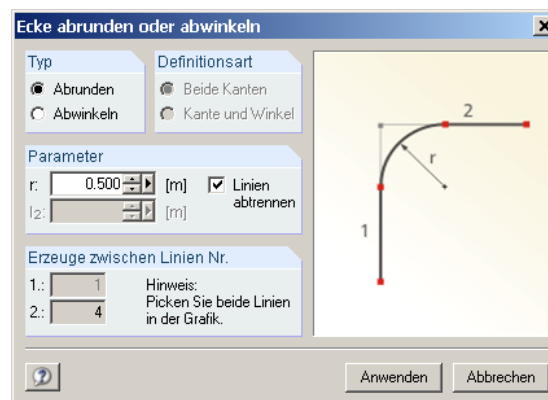 Ecke abrunden oder abwinkeln
Typ
Abrunden
Abwinkeln
Definitionsart
Beide Kanten
Kante und Winkel
Parameter
r: 0.500 [m]
l2: [m]
Linien
abtrennen
Erzeuge zwischen Linien Nr.
1.: 1
2.: 4
Hinweis:
Picken Sie beide Linien
in der Grafik.
2
r
1
Anwenden
Abbrechen